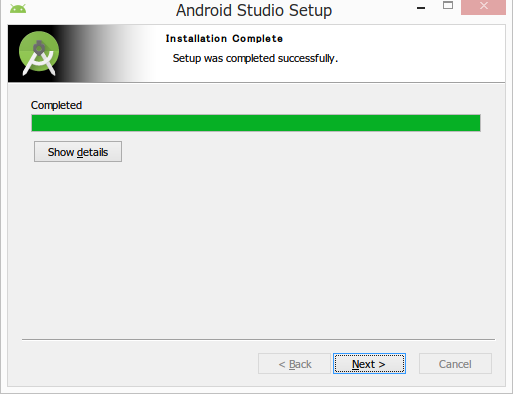 Android Studio Setup
Installation Complete
Setup was completed successfully.
Completed
Show details
< Back
Next >
Cancel